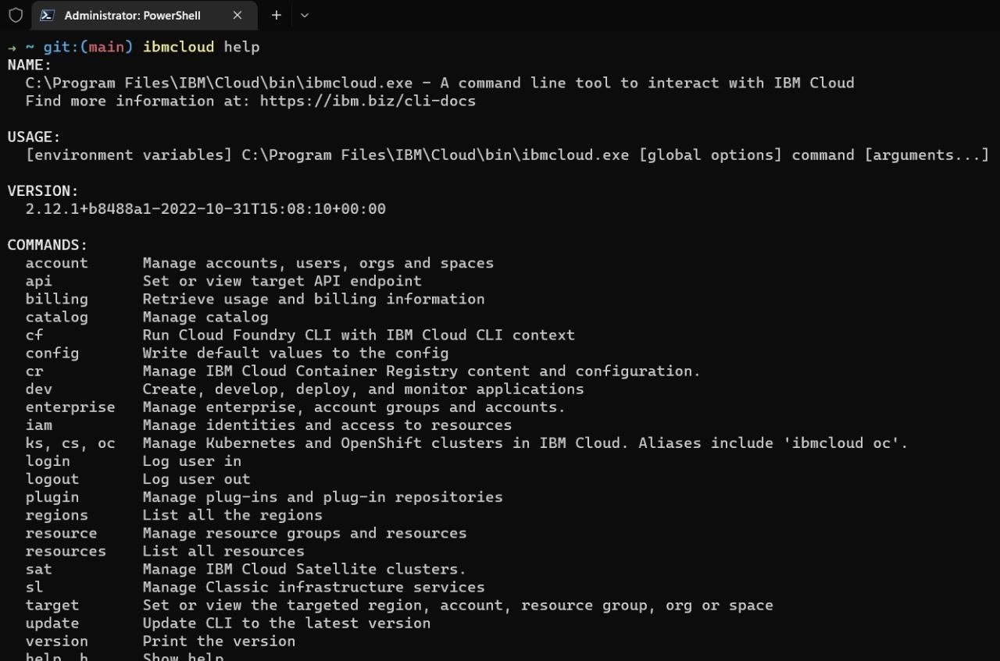 Administrator: PowerShell
→ ~ git:(main) ibmcloud help
NAME:
  C:\Program Files\IBM\Cloud\bin\ibmcloud.exe - A command line tool to interact with IBM Cloud
  Find more information at: https://ibm.biz/cli-docs

USAGE:
  [environment variables] C:\Program Files\IBM\Cloud\bin\ibmcloud.exe [global options] command [arguments...]

VERSION:
  2.12.1+b8488a1-2022-10-31T15:08:10+00:00

COMMANDS:
  account      Manage accounts, users, orgs and spaces
  api          Set or view target API endpoint
  billing      Retrieve usage and billing information
  catalog      Manage catalog
  cf           Run Cloud Foundry CLI with IBM Cloud CLI context
  config       Write default values to the config
  cr           Manage IBM Cloud Container Registry content and configuration.
  dev          Create, develop, deploy, and monitor applications
  enterprise   Manage enterprise, account groups and accounts.
  iam          Manage identities and access to resources
  ks, cs, oc   Manage Kubernetes and OpenShift clusters in IBM Cloud. Aliases include 'ibmcloud oc'.
  login        Log user in
  logout       Log user out
  plugin       Manage plug-ins and plug-in repositories
  regions      List all the regions
  resource     Manage resource groups and resources
  resources    List all resources
  sat          Manage IBM Cloud Satellite clusters.
  sl           Manage Classic infrastructure services
  target       Set or view the targeted region, account, resource group, org or space
  update       Update CLI to the latest version
  version      Print the version
  help, h      Show help